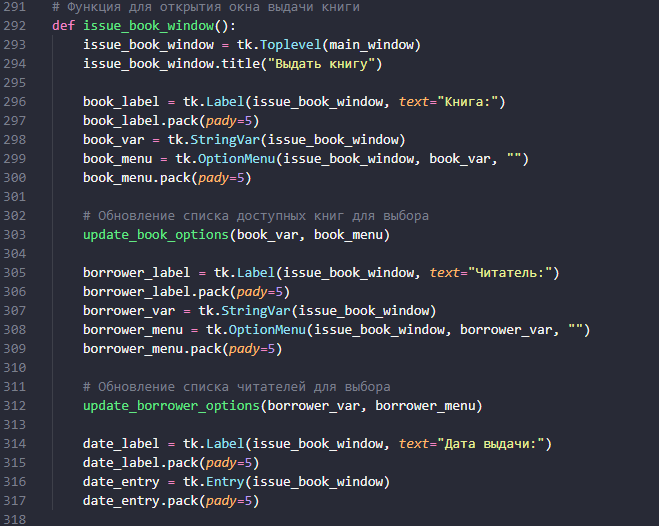 291 # Функция для открытия окна выдачи книги
292 def issue_book_window():
293     issue_book_window = tk.Toplevel(main_window)
294     issue_book_window.title("Выдать книгу")
295
296     book_label = tk.Label(issue_book_window, text="Книга:")
297     book_label.pack(pady=5)
298     book_var = tk.StringVar(issue_book_window)
299     book_menu = tk.OptionMenu(issue_book_window, book_var, "")
300     book_menu.pack(pady=5)
301
302     # Обновление списка доступных книг для выбора
303     update_book_options(book_var, book_menu)
304
305     borrower_label = tk.Label(issue_book_window, text="Читатель:")
306     borrower_label.pack(pady=5)
307     borrower_var = tk.StringVar(issue_book_window)
308     borrower_menu = tk.OptionMenu(issue_book_window, borrower_var, "")
309     borrower_menu.pack(pady=5)
310
311     # Обновление списка читателей для выбора
312     update_borrower_options(borrower_var, borrower_menu)
313
314     date_label = tk.Label(issue_book_window, text="Дата выдачи:")
315     date_label.pack(pady=5)
316     date_entry = tk.Entry(issue_book_window)
317     date_entry.pack(pady=5)
318